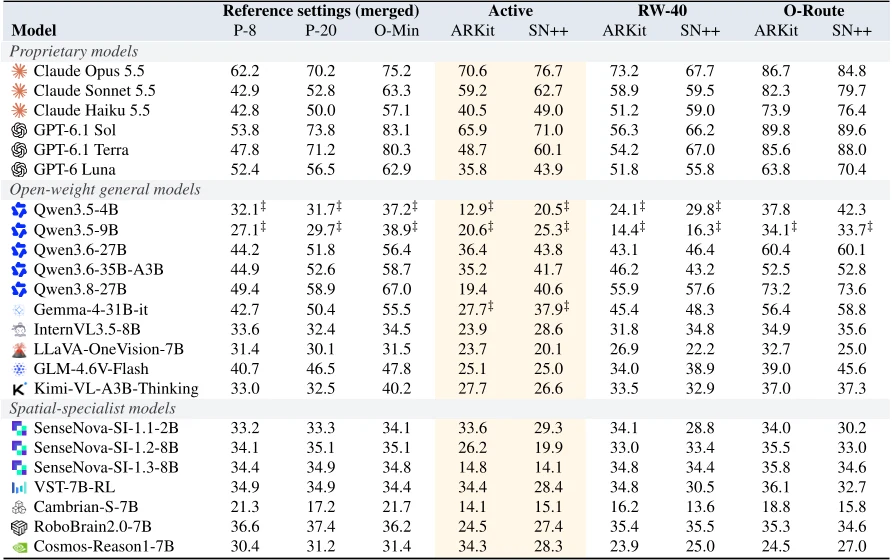 Reference settings (merged) Active RW-40 O-Route
Model P-8 P-20 O-Min ARKit SN++ ARKit SN++ ARKit SN++
Proprietary models
Claude Opus 5.5 62.2 70.2 75.2 70.6 76.7 73.2 67.7 86.7 84.8
Claude Sonnet 5.5 42.9 52.8 63.3 59.2 62.7 58.9 59.5 82.3 79.7
Claude Haiku 5.5 42.8 50.0 57.1 40.5 49.0 51.2 59.0 73.9 76.4
GPT-6.1 Sol 53.8 73.8 83.1 65.9 71.0 56.3 66.2 89.8 89.6
GPT-6.1 Terra 47.8 71.2 80.3 48.7 60.1 54.2 67.0 85.6 88.0
GPT-6 Luna 52.4 56.5 62.9 35.8 43.9 51.8 55.8 63.8 70.4
Open-weight general models
Qwen3.5-4B 32.1‡ 31.7‡ 37.2‡ 12.9‡ 20.5‡ 24.1‡ 29.8‡ 37.8 42.3
Qwen3.5-9B 27.1‡ 29.7‡ 38.9‡ 20.6‡ 25.3‡ 14.4‡ 16.3‡ 34.1‡ 33.7‡
Qwen3.6-27B 44.2 51.8 56.4 36.4 43.8 43.1 46.4 60.4 60.1
Qwen3.6-35B-A3B 44.9 52.6 58.7 35.2 41.7 46.2 43.2 52.5 52.8
Qwen3.8-27B 49.4 58.9 67.0 19.4 40.6 55.9 57.6 73.2 73.6
Gemma-4-31B-it 42.7 50.4 55.5 27.7‡ 37.9‡ 45.4 48.3 56.4 58.8
InternVL3.5-8B 33.6 32.4 34.5 23.9 28.6 31.8 34.8 34.9 35.6
LLaVA-OneVision-7B 31.4 30.1 31.5 23.7 20.1 26.9 22.2 32.7 25.0
GLM-4.6V-Flash 40.7 46.5 47.8 25.1 25.0 34.0 38.9 39.0 45.6
Kimi-VL-A3B-Thinking 33.0 32.5 40.2 27.7 26.6 33.5 32.9 37.0 37.3
Spatial-specialist models
SenseNova-SI-1.1-2B 33.2 33.3 34.1 33.6 29.3 34.1 28.8 34.0 30.2
SenseNova-SI-1.2-8B 34.1 35.1 35.1 26.2 19.9 33.0 33.4 35.5 33.0
SenseNova-SI-1.3-8B 34.4 34.9 34.8 14.8 14.1 34.8 34.4 35.8 34.6
VST-7B-RL 34.9 34.9 34.4 34.4 28.4 34.8 30.5 36.1 32.7
Cambrian-S-7B 21.3 17.2 21.7 14.1 15.1 16.2 13.6 18.8 15.8
RoboBrain2.0-7B 36.6 37.4 36.2 24.5 27.4 35.4 35.5 35.3 34.6
Cosmos-Reason1-7B 30.4 31.2 31.4 34.3 28.3 23.9 25.0 24.5 27.0